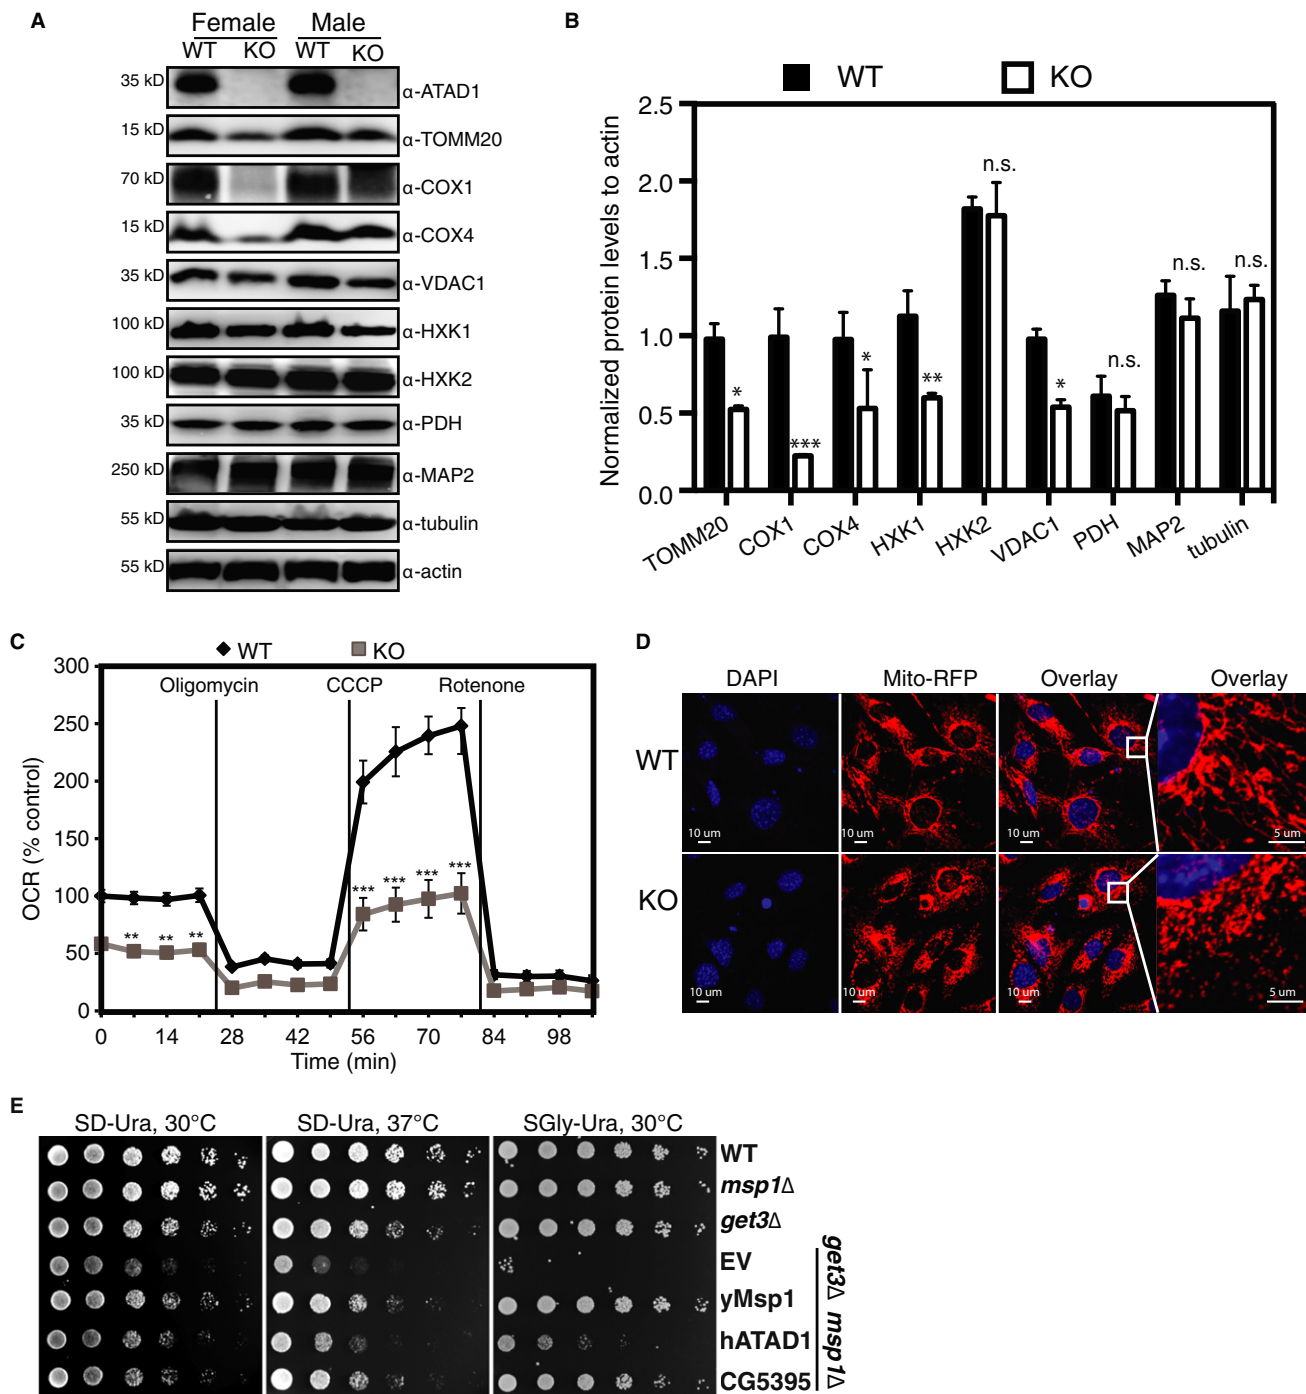 A
Female Male
WT KO WT KO
35 kD α-ATAD1
15 kD α-TOMM20
70 kD α-COX1
15 kD α-COX4
35 kD α-VDAC1
100 kD α-HXK1
100 kD α-HXK2
35 kD α-PDH
250 kD α-MAP2
55 kD α-tubulin
55 kD α-actin
B
WT KO
Normalized protein levels to actin
2.5
2.0
1.5
1.0
0.5
0.0
* *** * ** n.s. * n.s. n.s. n.s.
TOMM20 COX1 COX4 HXK1 HXK2 VDAC1 PDH MAP2 tubulin
C
WT KO
OCR (% control)
300
250
200
150
100
50
0
Oligomycin CCCP Rotenone
** ** ** *** *** *** ***
0 14 28 42 56 70 84 98
Time (min)
D
DAPI Mito-RFP Overlay Overlay
WT
10 um 10 um 10 um 5 um
KO
10 um 10 um 10 um 5 um
E
SD-Ura, 30°C SD-Ura, 37°C SGly-Ura, 30°C
WT
msp1Δ
get3Δ
EV
yMsp1
hATAD1
CG5395
get3Δ msp1Δ